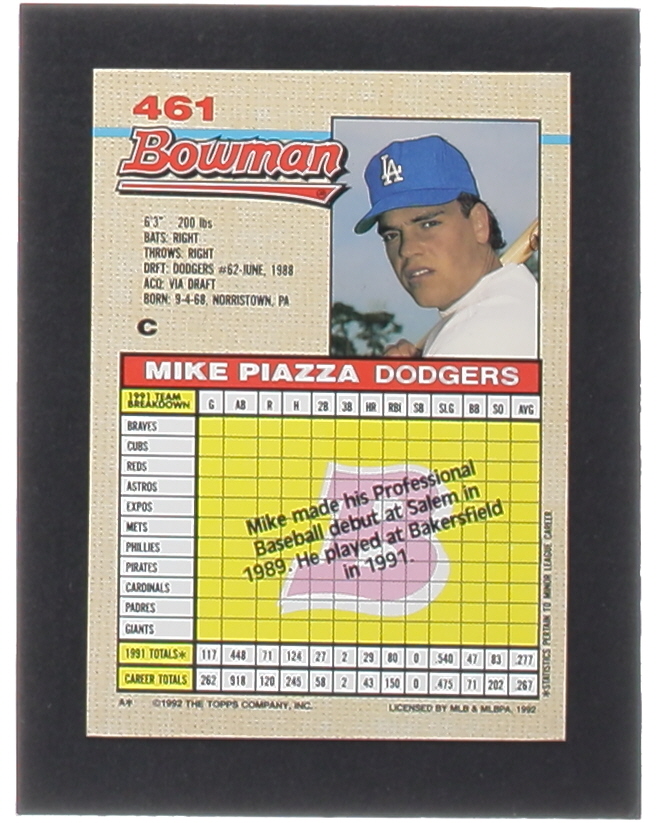 461
Bowman
LA
6'3" 200 lbs
BATS: RIGHT
THROWS: RIGHT
DRFT: DODGERS #62-JUNE, 1988
ACQ: VIA DRAFT
BORN: 9-4-68, NORRISTOWN, PA
C
MIKE PIAZZA DODGERS
1991 TEAM BREAKDOWN G AB R H 2B 3B HR RBI SB SLG BB SO AVG
BRAVES
CUBS
REDS
ASTROS
EXPOS
METS
PHILLIES
PIRATES
CARDINALS
PADRES
GIANTS
B
Mike made his Professional
Baseball debut at Salem in
1989. He played at Bakersfield
in 1991.
1991 TOTALS* 117 448 71 124 27 2 29 80 0 .540 47 83 .277
CAREER TOTALS 262 918 120 245 58 2 43 150 0 .475 71 202 .267
*STATISTICS PERTAIN TO MINOR LEAGUE CAREER.
A* ©1992 THE TOPPS COMPANY, INC. LICENSED BY MLB & MLBPA, 1992